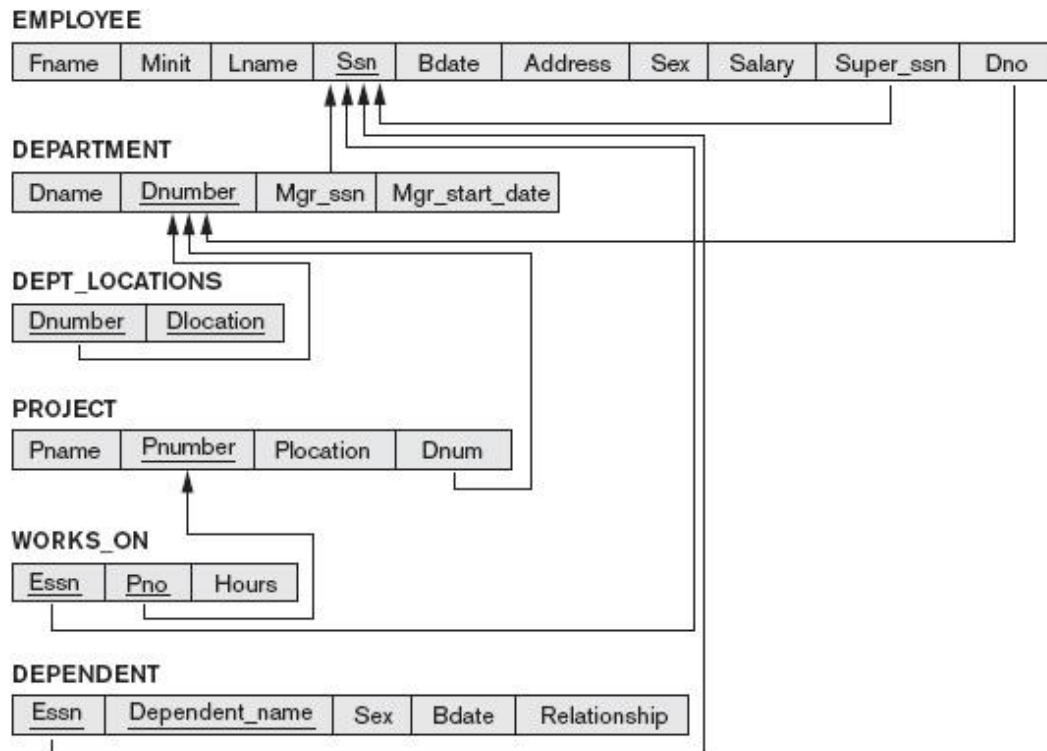 EMPLOYEE
Fname Minit Lname Ssn Bdate Address Sex Salary Super_ssn Dno
DEPARTMENT
Dname Dnumber Mgr_ssn Mgr_start_date
DEPT_LOCATIONS
Dnumber Dlocation
PROJECT
Pname Pnumber Plocation Dnum
WORKS_ON
Essn Pno Hours
DEPENDENT
Essn Dependent_name Sex Bdate Relationship